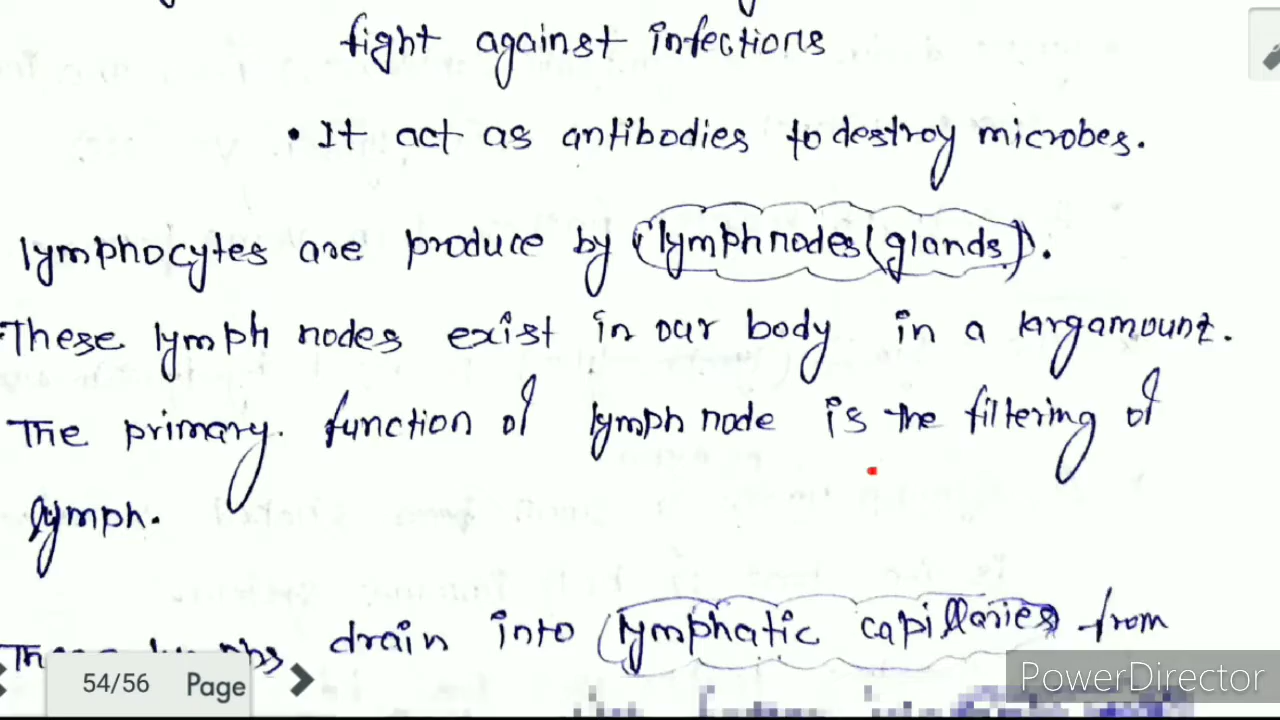 fight against infections
• It act as antibodies to destroy microbes.
lymphocytes are produce by (lymph nodes (glands).
These lymph nodes exist in our body in a largamount.
The primary. function of lymph node is the filtering of
lymph.
drain into (lymphatic capillaries from
54/56 Page
PowerDirector